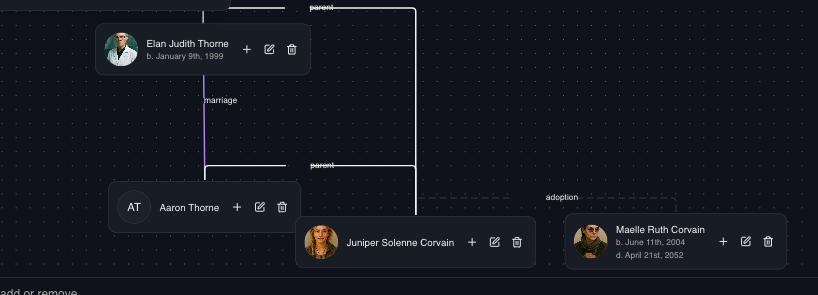 parent
Elan Judith Thorne
b. January 9th, 1999
marriage
parent
AT
Aaron Thorne
adoption
Juniper Solenne Corvain
Maelle Ruth Corvain
b. June 11th, 2004
d. April 21st, 2052
add or remove